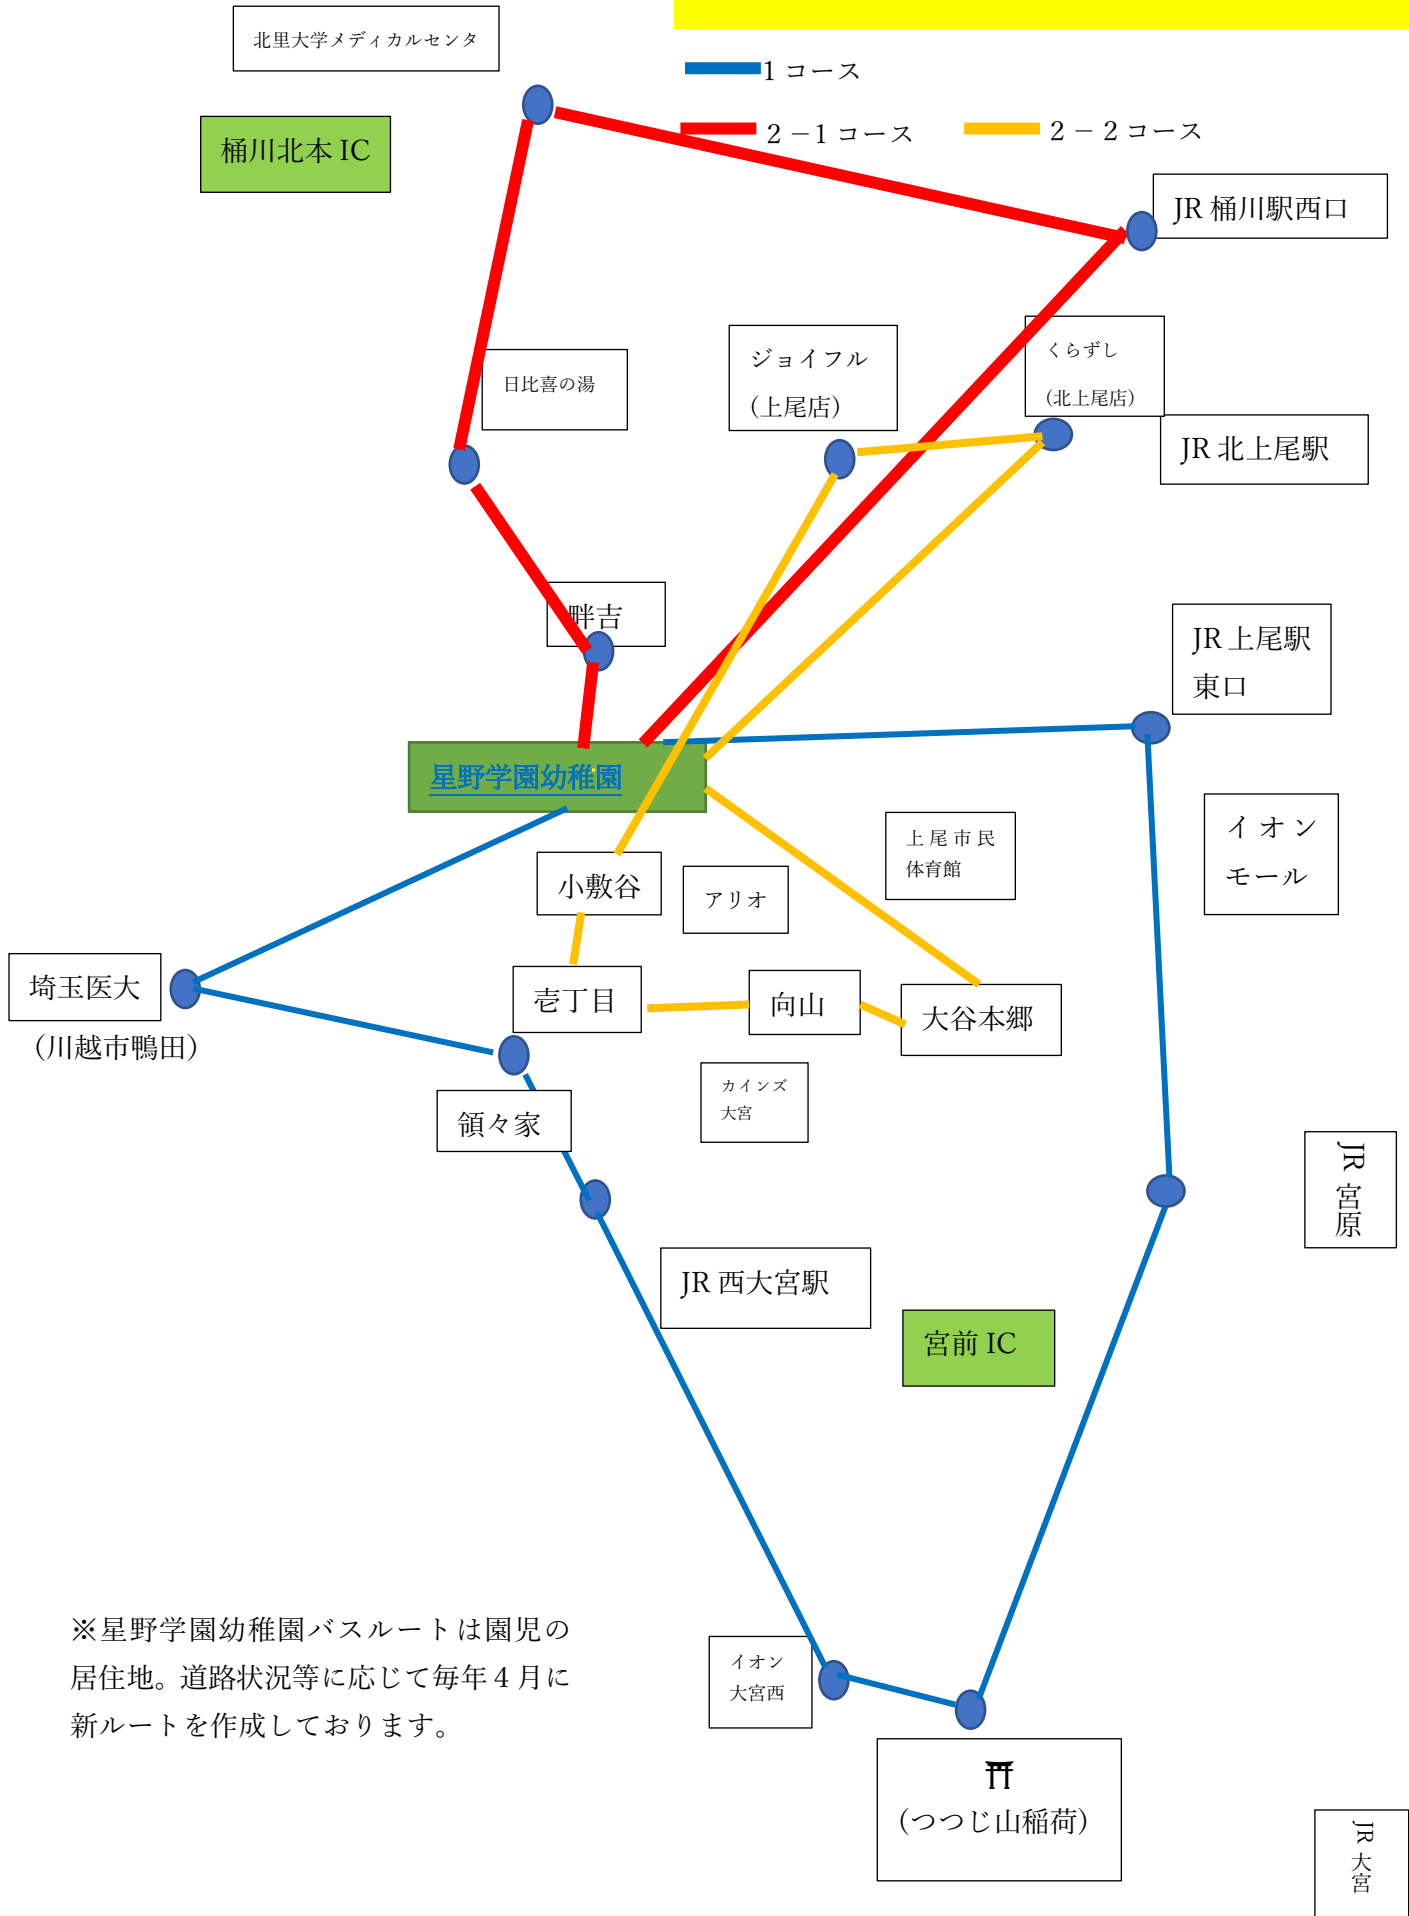 北里大学メディカルセンタ
1 コース
桶川北本 IC
２－1 コース
２－２コース
JR 桶川駅西口
ジョイフル
（上尾店）
くらずし
（北上尾店）
日比喜の湯
JR 北上尾駅
畔吉
JR 上尾駅
東口
星野学園幼稚園
イオン
モール
上尾市民
体育館
小敷谷
アリオ
埼玉医大
（川越市鴨田）
壱丁目
向山
大谷本郷
カインズ
大宮
領々家
JR 宮原
JR 西大宮駅
宮前 IC
※星野学園幼稚園バスルートは園児の
居住地。道路状況等に応じて毎年４月に
新ルートを作成しております。
イオン
大宮西
（つつじ山稲荷）
JR 大宮